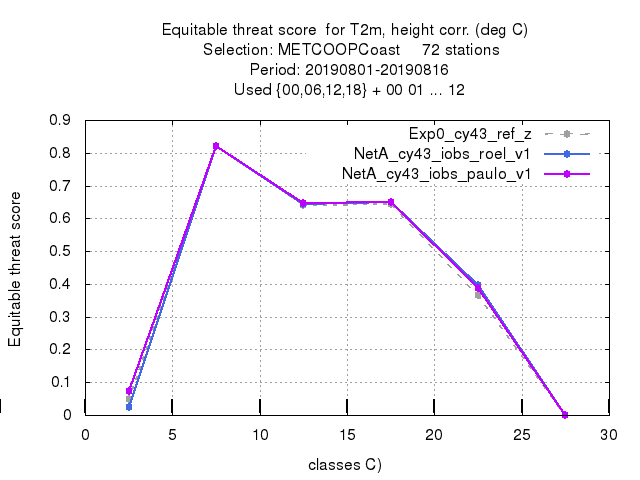 Equitable threat score  for T2m, height corr. (deg C)
Selection: METCOOPCoast     72 stations
Period: 20190801-20190816
Used {00,06,12,18} + 00 01 ... 12
Exp0_cy43_ref_z
NetA_cy43_iobs_roel_v1
NetA_cy43_iobs_paulo_v1
Equitable threat score
0.9
0.8
0.7
0.6
0.5
0.4
0.3
0.2
0.1
0
0 5 10 15 20 25 30
classes C)